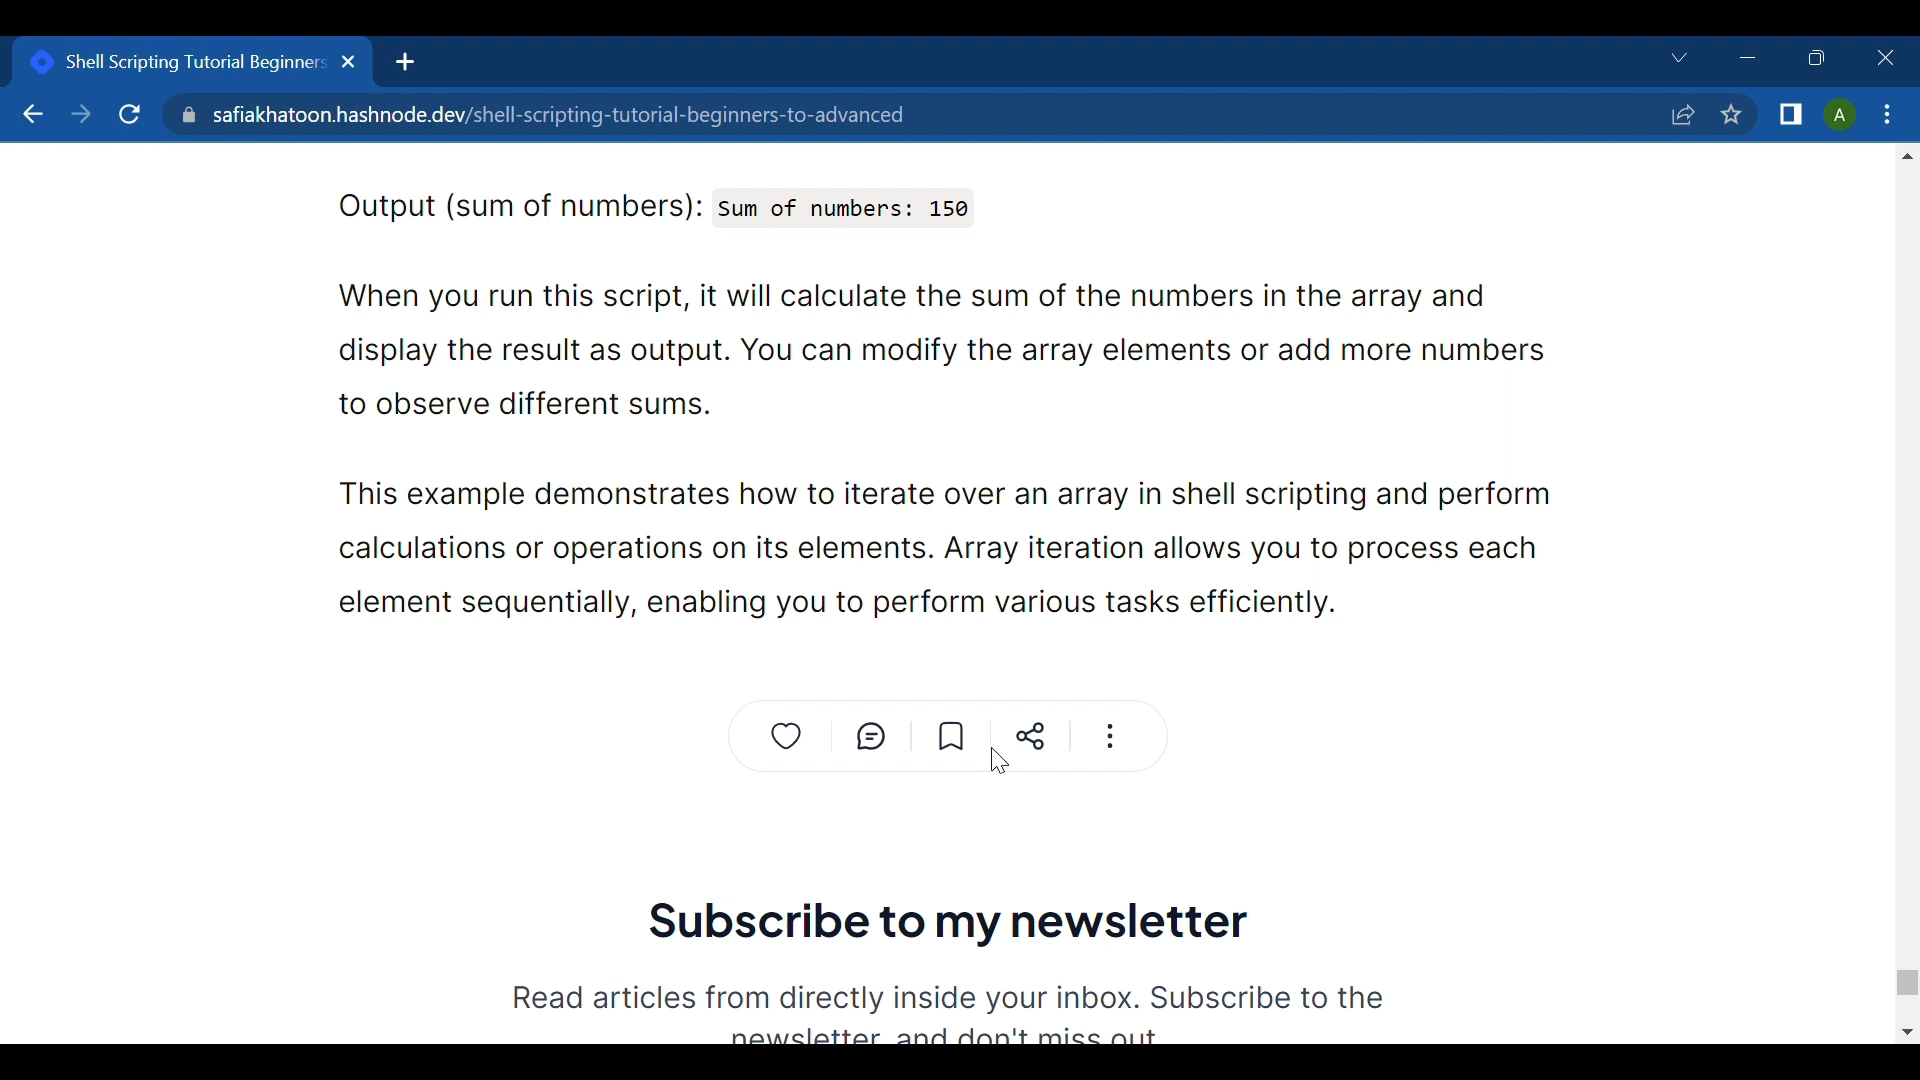 Shell Scripting Tutorial Beginners
safiakhatoon.hashnode.dev/shell-scripting-tutorial-beginners-to-advanced
A
Output (sum of numbers): Sum of numbers: 150
When you run this script, it will calculate the sum of the numbers in the array and
display the result as output. You can modify the array elements or add more numbers
to observe different sums.
This example demonstrates how to iterate over an array in shell scripting and perform
calculations or operations on its elements. Array iteration allows you to process each
element sequentially, enabling you to perform various tasks efficiently.
Subscribe to my newsletter
Read articles from directly inside your inbox. Subscribe to the
newsletter, and don't miss out.